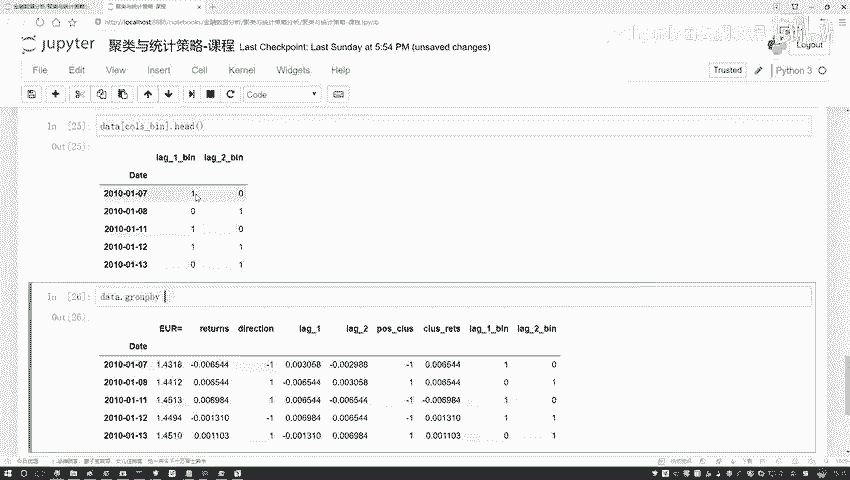 http://localhost:8888/notebooks/金融数据分析/聚类与统计策略分析/聚类与统计策略-课程.ipynb
jupyter 聚类与统计策略-课程 Last Checkpoint: Last Sunday at 5:54 PM (unsaved changes)
Logout
File Edit View Insert Cell Kernel Widgets Help
Trusted Python 3
Code
In [25]: data[cols_bin].head()
Out[25]:
lag_1_bin lag_2_bin
Date
2010-01-07 1 0
2010-01-08 0 1
2010-01-11 1 0
2010-01-12 1 1
2010-01-13 0 1
In [26]: data.groupby
Out[26]:
EUR= returns direction lag_1 lag_2 pos_clus clus_rets lag_1_bin lag_2_bin
Date
2010-01-07 1.4318 -0.006544 -1 0.003058 -0.002988 -1 0.006544 1 0
2010-01-08 1.4412 0.006544 1 -0.006544 0.003058 1 0.006544 0 1
2010-01-11 1.4513 0.006984 1 0.006544 -0.006544 -1 -0.006984 1 0
2010-01-12 1.4494 -0.001310 -1 0.006984 0.006544 -1 0.001310 1 1
2010-01-13 1.4510 0.001103 1 -0.001310 0.006984 1 0.001103 0 1